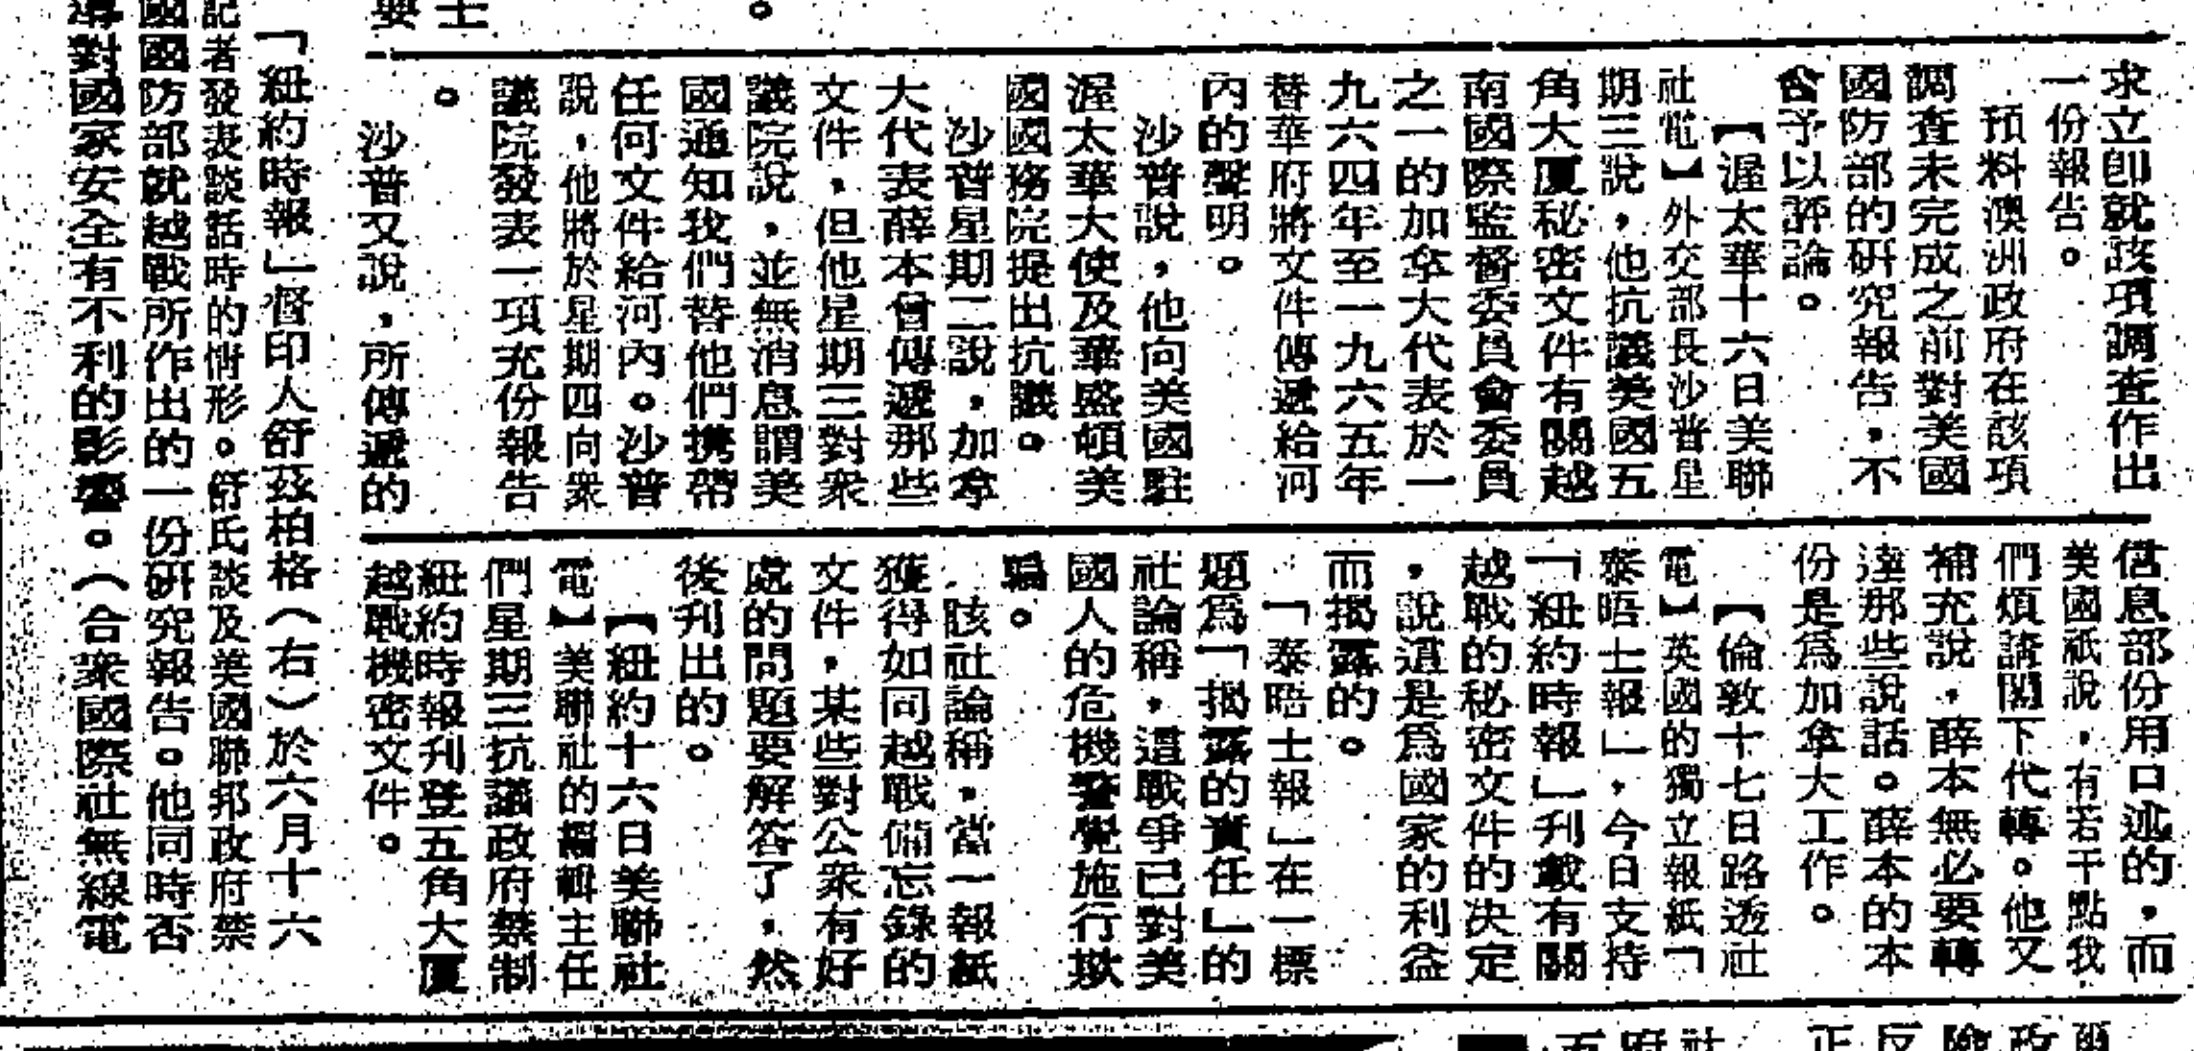 求立即就該項調査作出
一份報告。
預料澳洲政府在該項
調査未完成之前對美國
國防部的研究報告，不
會予以評論。
【渥太華十六日美聯
社電】外交部長沙普星
期三說，他抗議美國五
角大厦秘密文件有關越
南國際監督委員會委員
之一的加拿大代表於一
九六四年至一九六五年
替華府將文件傳遞給河
內的聲明。
沙普說，他向美國駐
渥太華大使及華盛頓美
國國務院提出抗議。
沙普星期二說，加拿
大代表薛本曾傳遞那些
文件，但他星期三對衆
議院說，並無消息謂美
國通知我們替他們携帶
任何文件給河內。沙普
說，他將於星期四向衆
議院發表一項充份報告
。
沙普又說，所傳遞的
信息部份用口述的，而
美國祇說，有若干點我
們煩請閣下代轉。他又
補充說，薛本無必要轉
達那些說話。薛本的本
份是爲加拿大工作。
【倫敦十七日路透社
電】英國的獨立報紙「
泰晤士報」，今日支持
「紐約時報」刋載有關
越戰的秘密文件的决定
，說這是爲國家的利益
而揭露的。
「泰晤士報」在一標
題爲「揭露的責任」的
社論稱，這戰爭已對美
國人的危機警覺施行欺
騙。
該社論稱，當一報紙
獲得如同越戰備忘錄的
文件，某些對公衆有好
處的問題要解答了，然
後刋出的。
【紐約十六日美聯社
電】美聯社的編輯主任
們星期三抗議政府禁制
紐約時報刋登五角大厦
越戰機密文件。
「紐約時報」督印人舒茲柏格（右）於六月十六
記者發表談話時的情形。舒氏談及美國聯邦政府禁
國國防部就越戰所作出的一份研究報告。他同時否
導對國家安全有不利的影響。（合衆國際社無線電